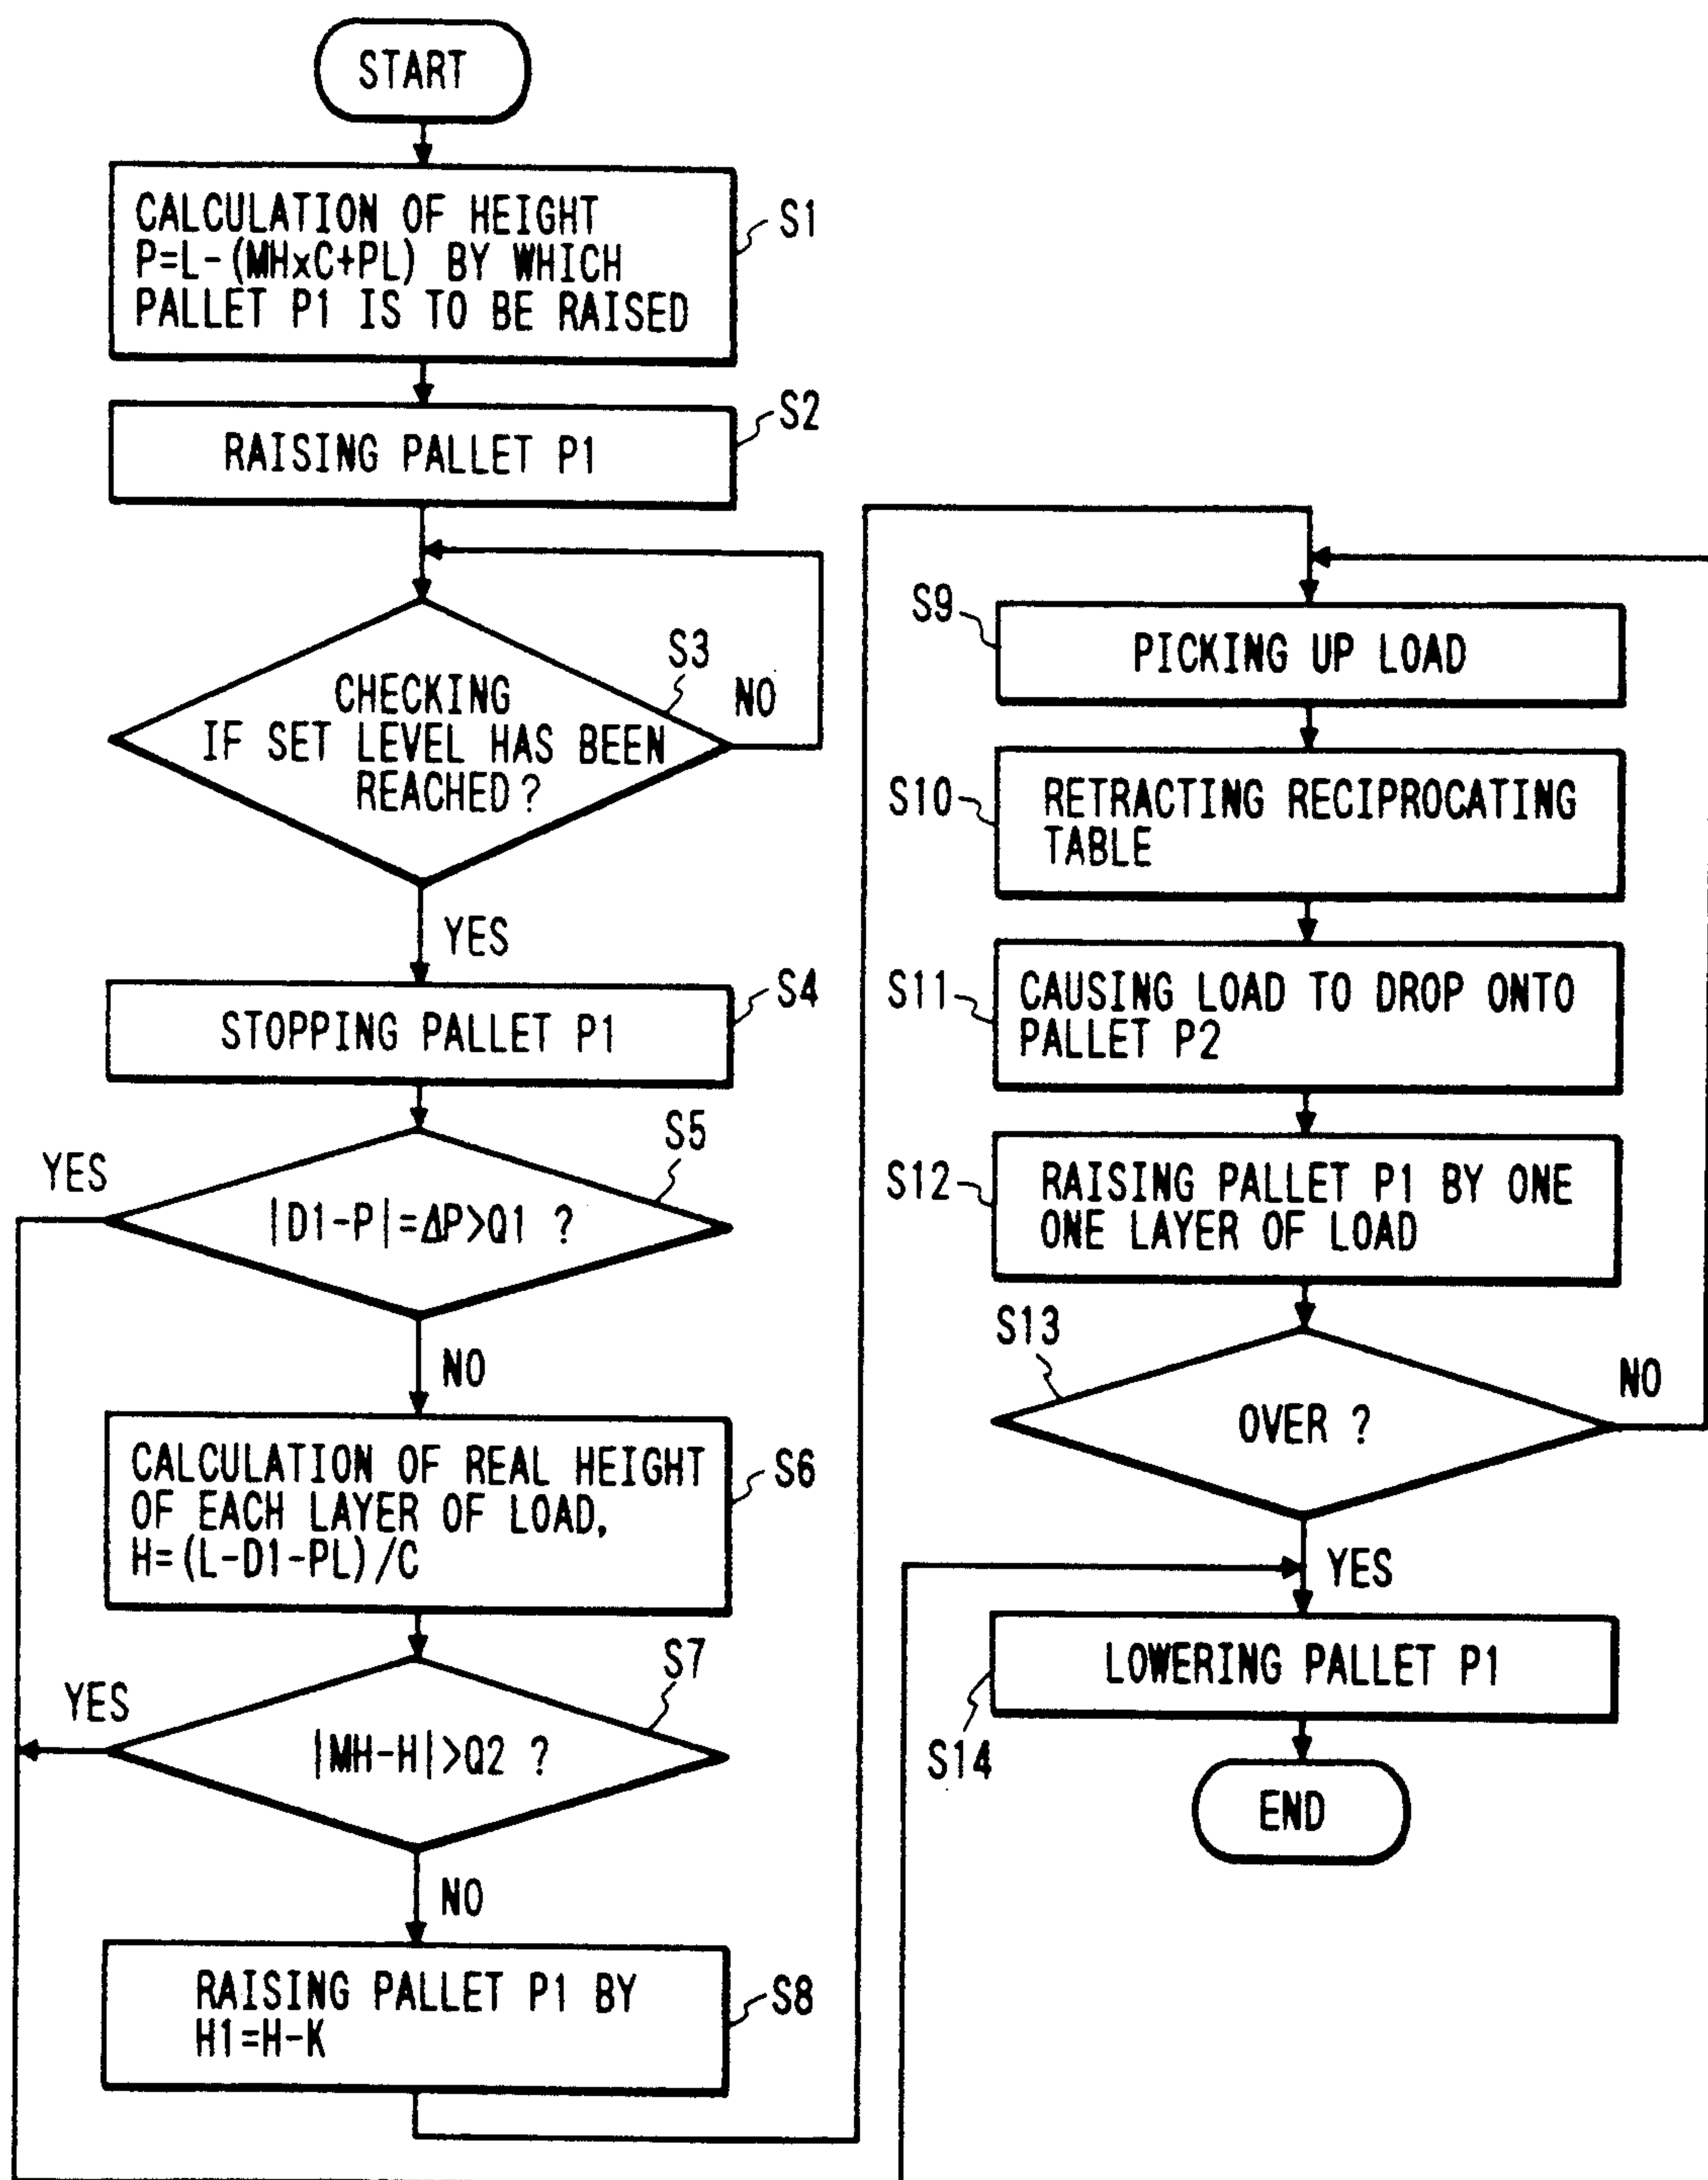 START
CALCULATION OF HEIGHT
P=L-(MHxC+PL) BY WHICH
PALLET P1 IS TO BE RAISED
S1
RAISING PALLET P1
S2
CHECKING
IF SET LEVEL HAS BEEN
REACHED?
S3
NO
YES
STOPPING PALLET P1
S4
|D1-P|=ΔP>Q1 ?
S5
YES
NO
CALCULATION OF REAL HEIGHT
OF EACH LAYER OF LOAD,
H=(L-D1-PL)/C
S6
|MH-H|>Q2 ?
S7
YES
NO
RAISING PALLET P1 BY
H1=H-K
S8
S9
PICKING UP LOAD
S10
RETRACTING RECIPROCATING
TABLE
S11
CAUSING LOAD TO DROP ONTO
PALLET P2
S12
RAISING PALLET P1 BY ONE
ONE LAYER OF LOAD
S13
OVER ?
NO
YES
LOWERING PALLET P1
S14
END